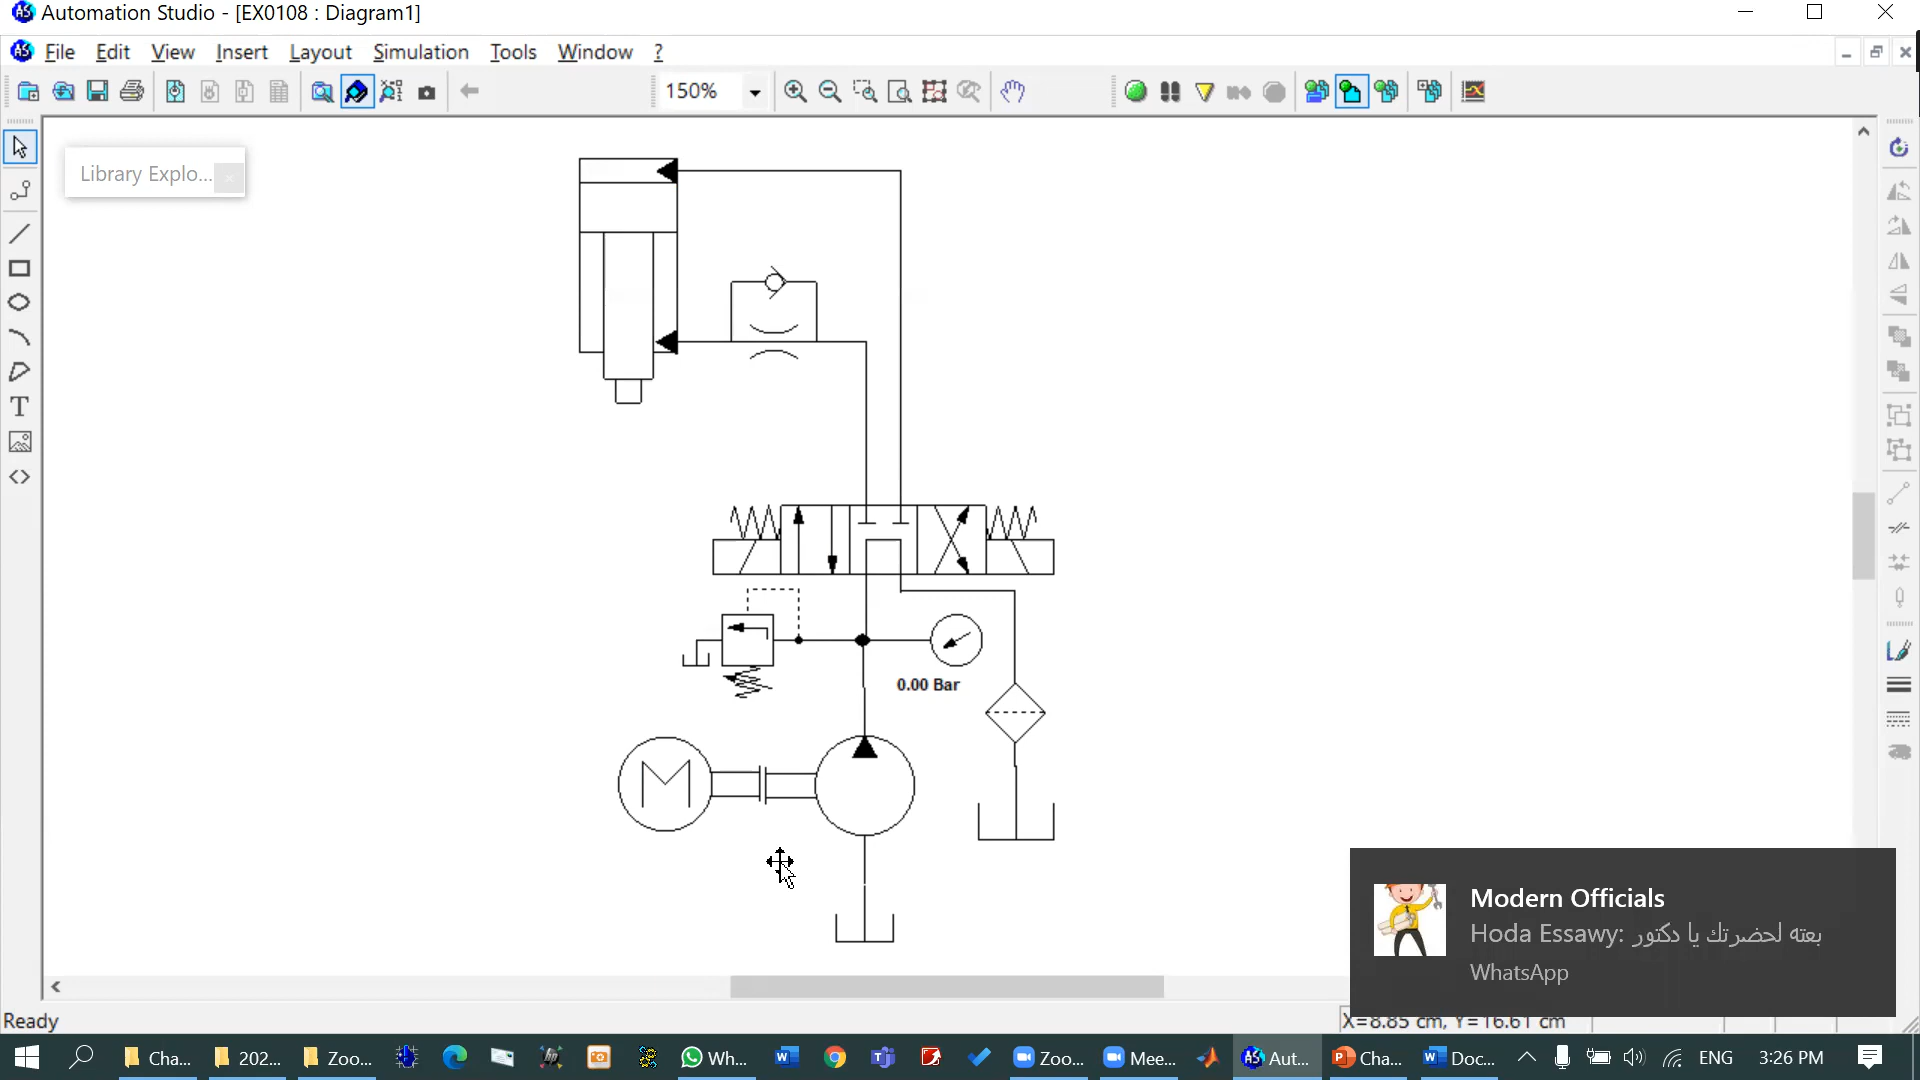 Automation Studio - [EX0108 : Diagram1]
File Edit View Insert Layout Simulation Tools Window ?
150%
Library Explo...
0.00 Bar
M
Modern Officials
Hoda Essawy: بعته لحضرتك يا دكتور
WhatsApp
Ready
X=8.85 cm, Y=16.61 cm
Cha... 202... Zoo... Wh... Zoo... Mee... Aut... Cha... Doc... ENG 3:26 PM